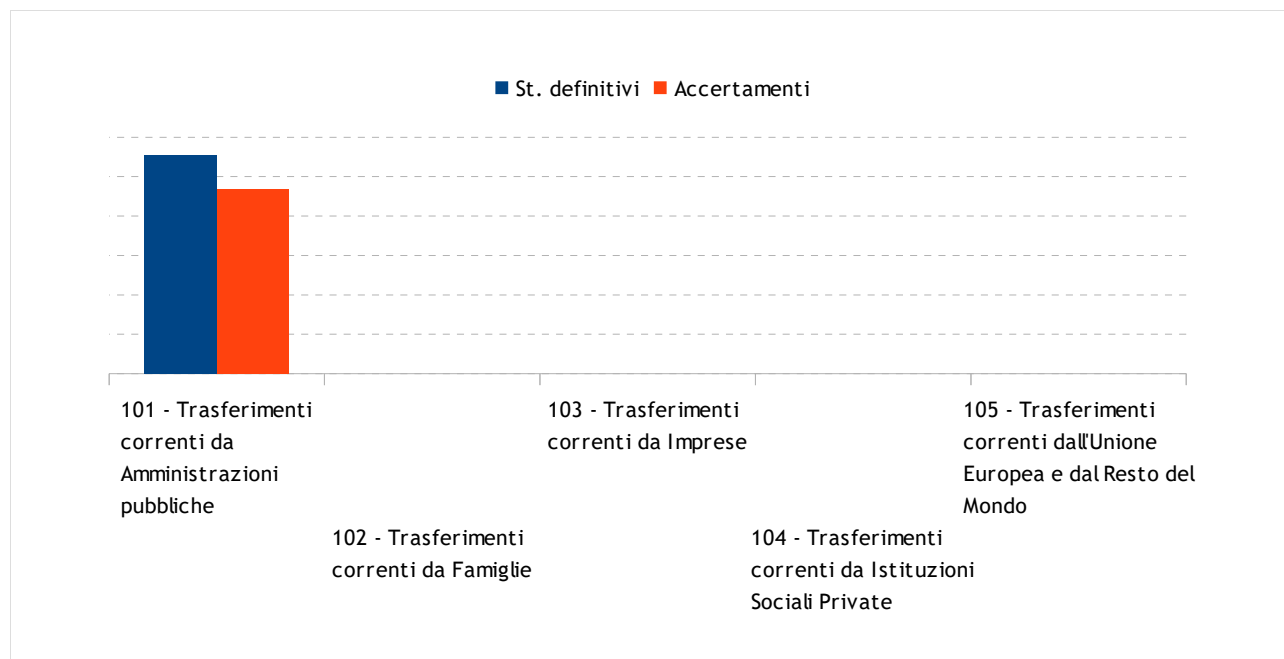 St. definitivi Accertamenti
101 - Trasferimenti
correnti da
Amministrazioni
pubbliche
102 - Trasferimenti
correnti da Famiglie
103 - Trasferimenti
correnti da Imprese
104 - Trasferimenti
correnti da Istituzioni
Sociali Private
105 - Trasferimenti
correnti dall'Unione
Europea e dal Resto del
Mondo